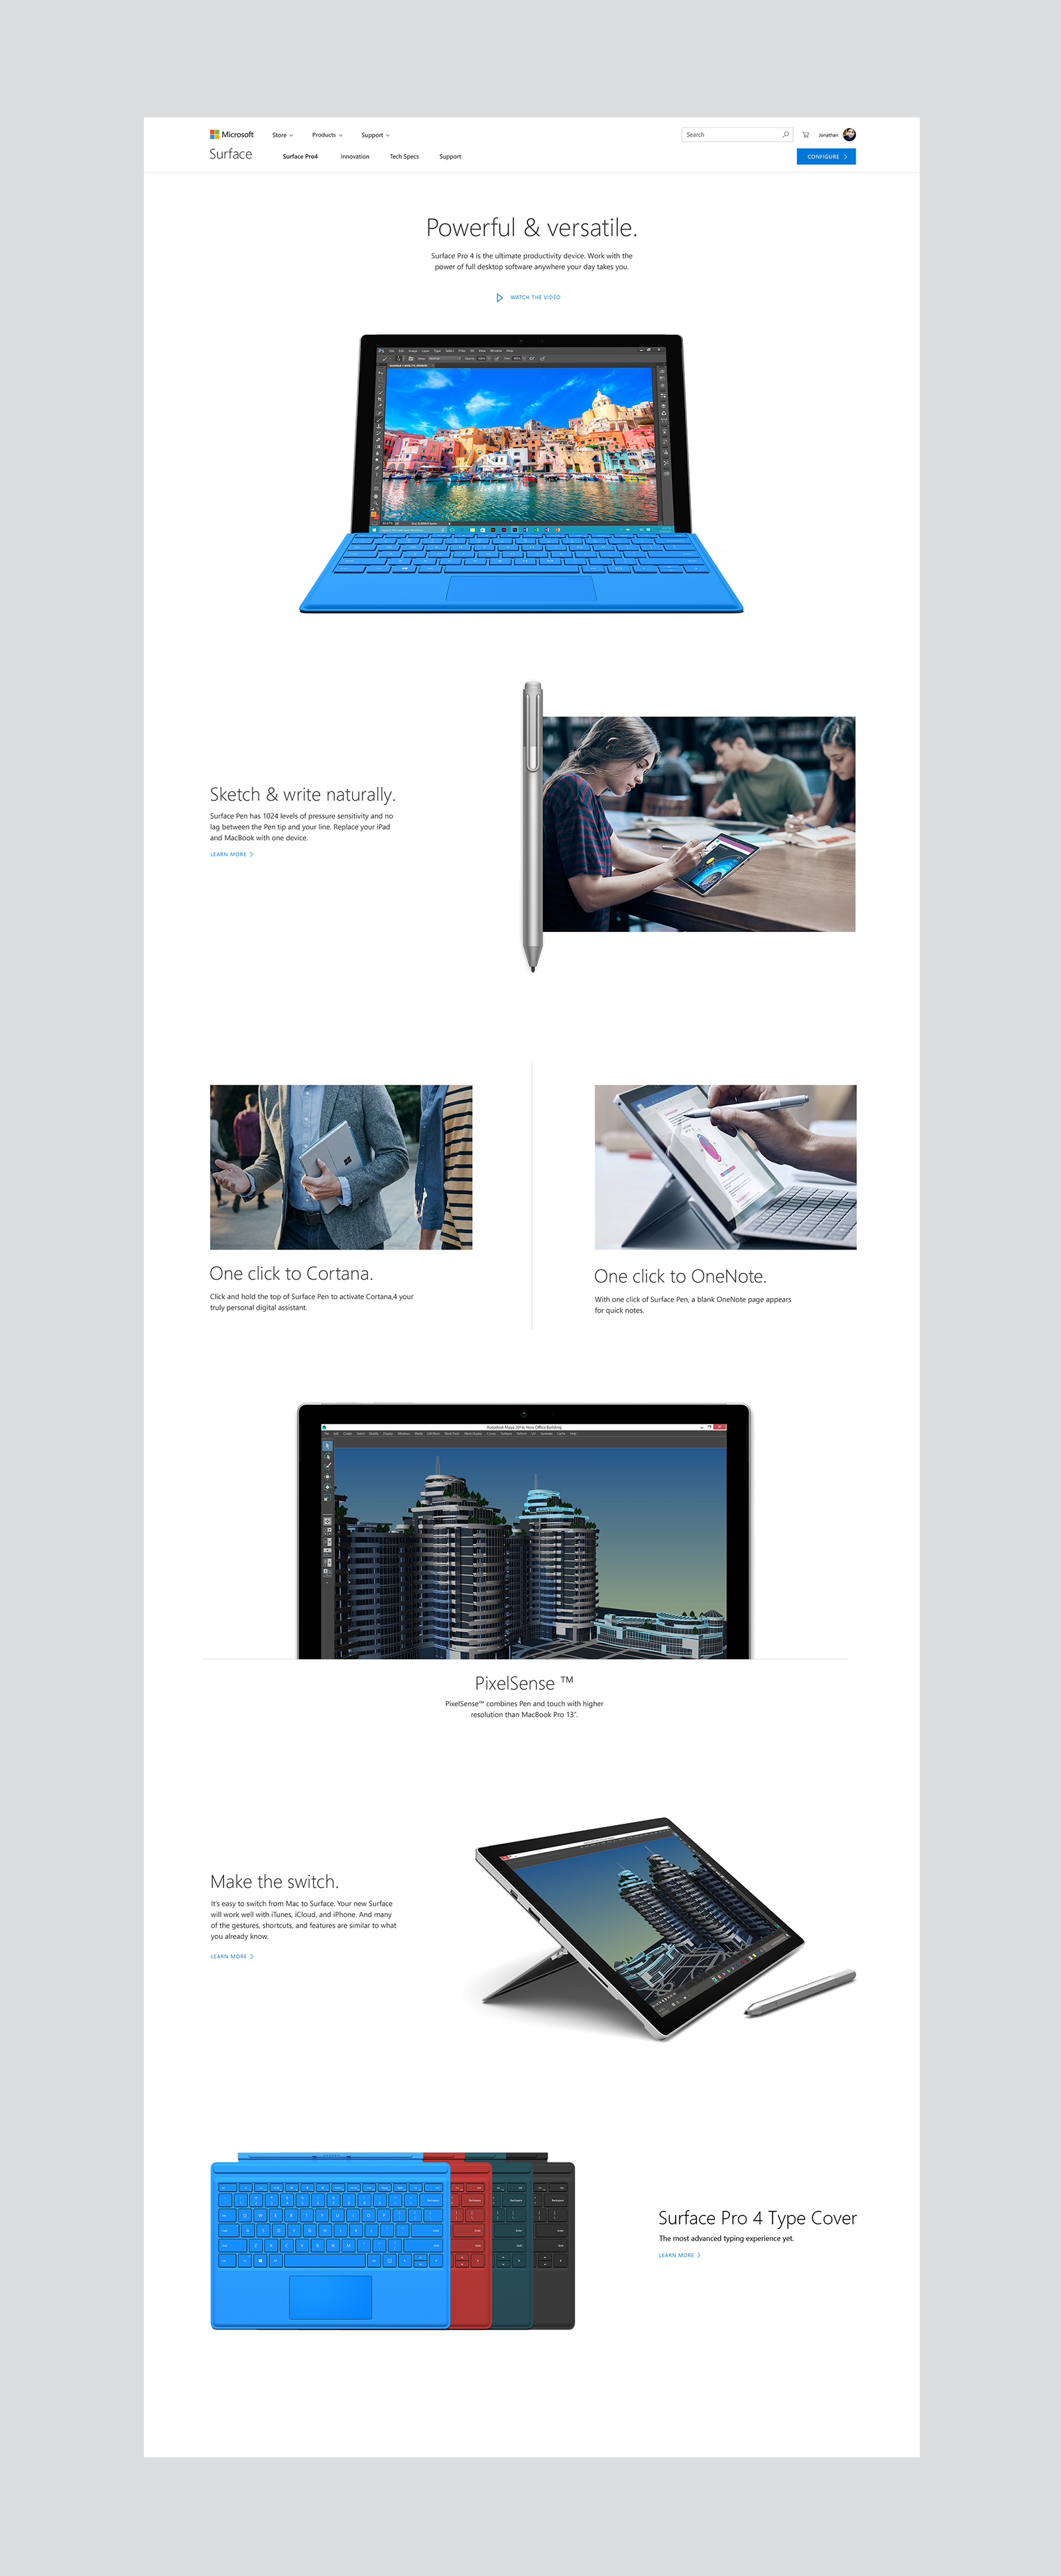 Microsoft
Store
Products
Support
Search
Jonathan
Surface
Surface Pro4
Innovation
Tech Specs
Support
CONFIGURE
Powerful & versatile.
Surface Pro 4 is the ultimate productivity device. Work with the
power of full desktop software anywhere your day takes you.
WATCH THE VIDEO
Sketch & write naturally.
Surface Pen has 1024 levels of pressure sensitivity and no
lag between the Pen tip and your line. Replace your iPad
and MacBook with one device.
LEARN MORE
One click to Cortana.
Click and hold the top of Surface Pen to activate Cortana,4 your
truly personal digital assistant.
One click to OneNote.
With one click of Surface Pen, a blank OneNote page appears
for quick notes.
PixelSense ™
PixelSense™ combines Pen and touch with higher
resolution than MacBook Pro 13".
Make the switch.
It's easy to switch from Mac to Surface. Your new Surface
will work well with iTunes, iCloud, and iPhone. And many
of the gestures, shortcuts, and features are similar to what
you already know.
LEARN MORE
Surface Pro 4 Type Cover
The most advanced typing experience yet.
LEARN MORE